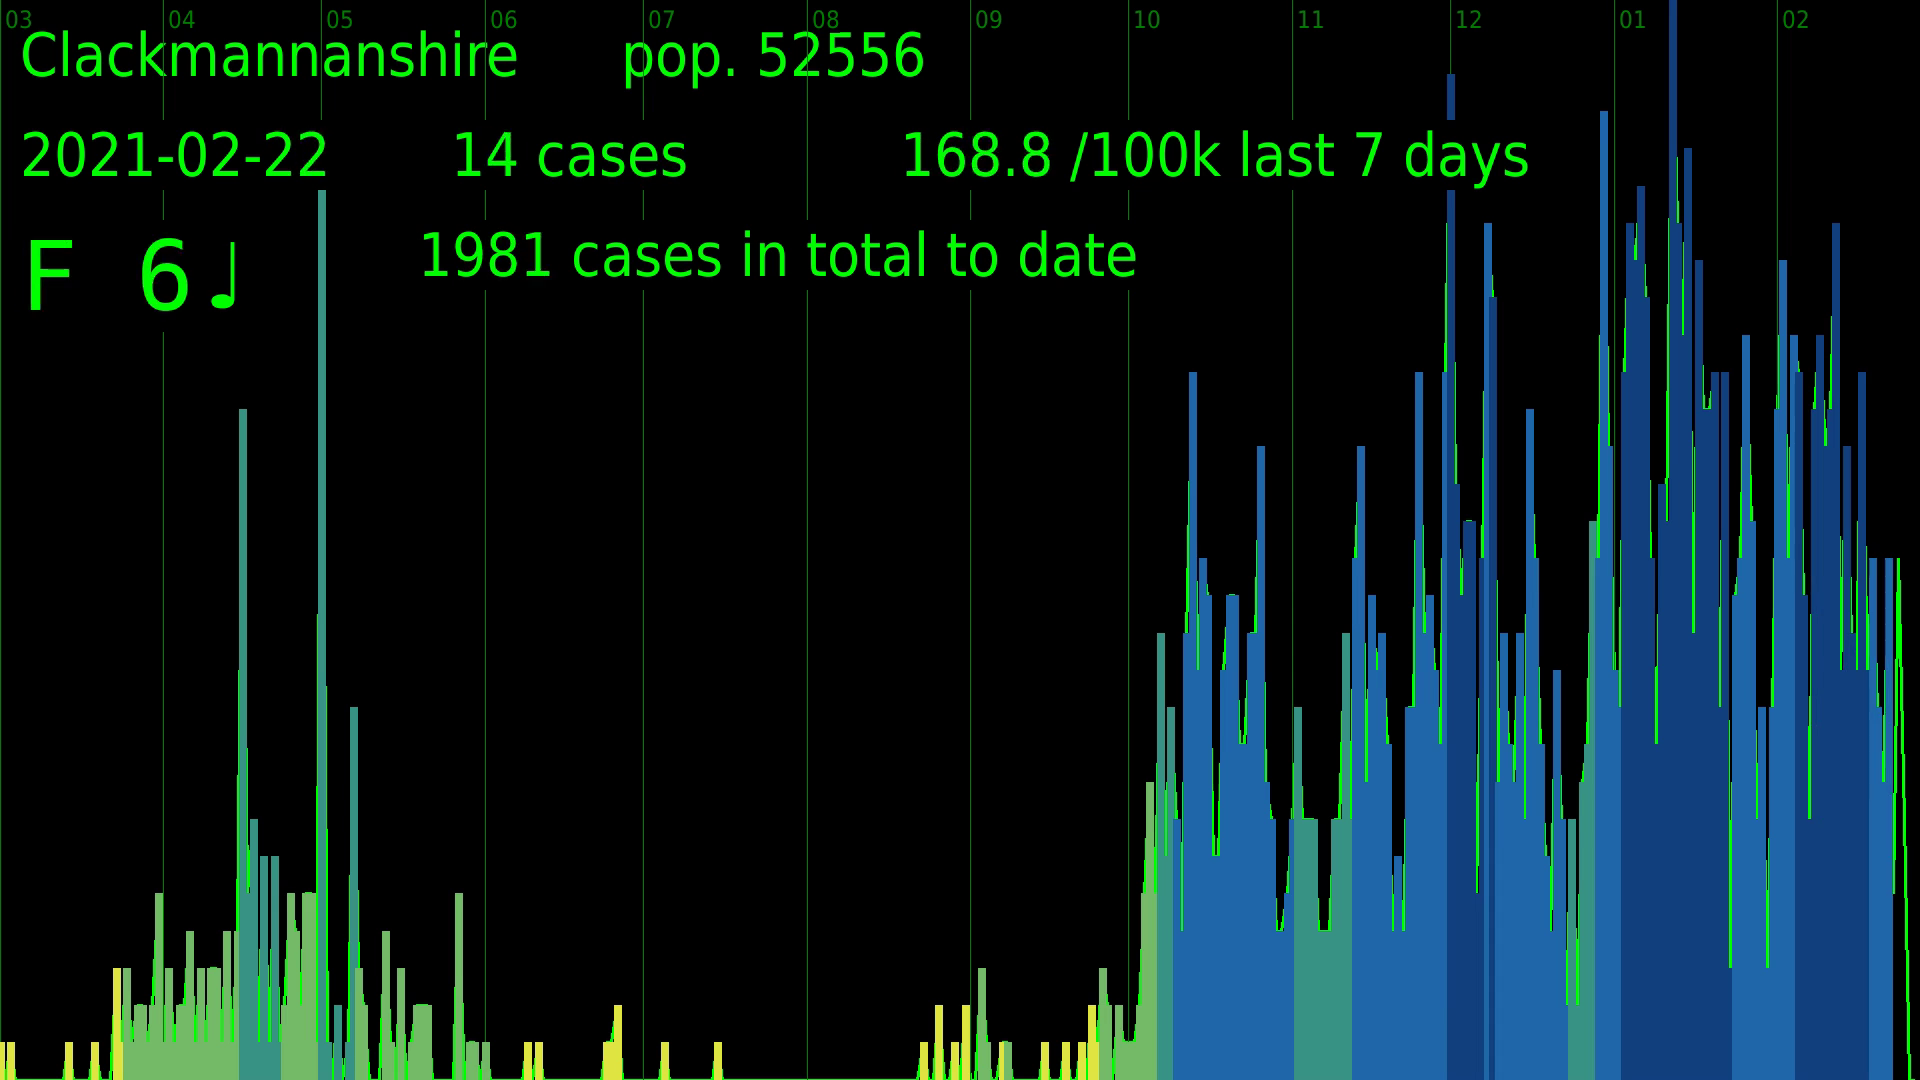 03 04 05 06 07 08 09 10 11 12 01 02
Clackmannanshire pop. 52556
2021-02-22 14 cases 168.8 /100k last 7 days
F 6♩ 1981 cases in total to date